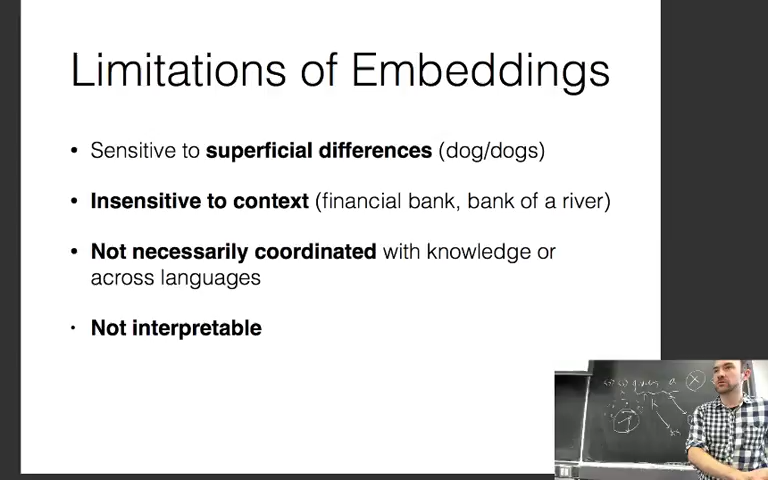 Limitations of Embeddings
• Sensitive to superficial differences (dog/dogs)
• Insensitive to context (financial bank, bank of a river)
• Not necessarily coordinated with knowledge or
across languages
• Not interpretable